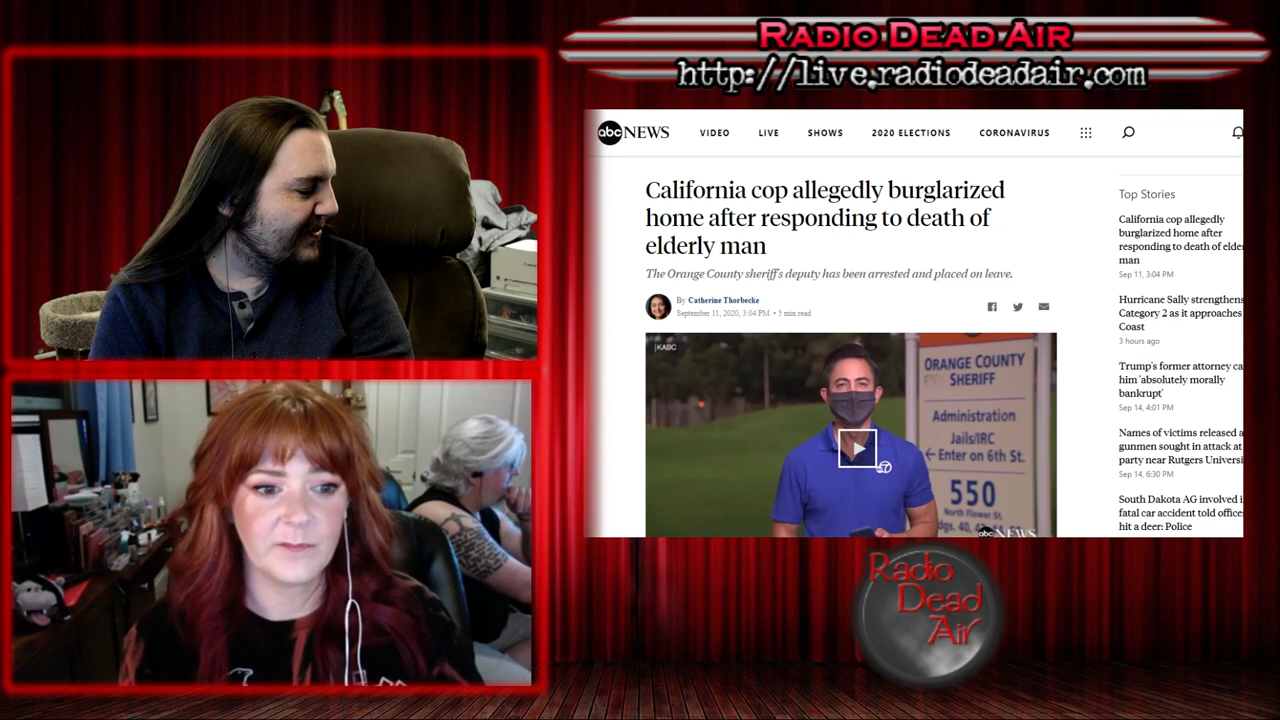 RADIO DEAD AIR
http://live.radiodeadair.com
abc NEWS
VIDEO
LIVE
SHOWS
2020 ELECTIONS
CORONAVIRUS
California cop allegedly burglarized
home after responding to death of
elderly man
The Orange County sheriff's deputy has been arrested and placed on leave.
By Catherine Thorbecke
September 11, 2020, 3:04 PM • 5 min read
KABC
ORANGE COUNTY
SHERIFF
Administration
Jails/IRC
← Enter on 6th St.
550
North Flower St.
7
abc NEWS
Top Stories
California cop allegedly
burglarized home after
responding to death of elder
man
Sep 11, 3:04 PM
Hurricane Sally strengthens
Category 2 as it approaches
Coast
3 hours ago
Trump's former attorney ca
him 'absolutely morally
bankrupt'
Sep 14, 4:01 PM
Names of victims released a
gunmen sought in attack at
party near Rutgers Universi
Sep 14, 6:30 PM
South Dakota AG involved i
fatal car accident told office
hit a deer: Police
Radio
Dead
Air